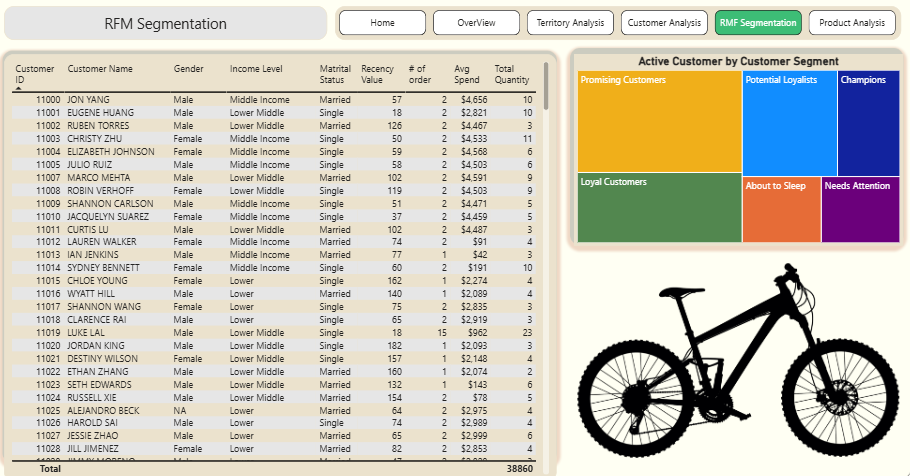 RFM Segmentation
Home OverView Territory Analysis Customer Analysis RMF Segmentation Product Analysis
Customer ID Customer Name Gender Income Level Matrital Status Recency Value # of order Avg Spend Total Quantity
11000 JON YANG Male Middle Income Married 57 2 $4,656 10
11001 EUGENE HUANG Male Lower Middle Single 18 2 $2,821 10
11002 RUBEN TORRES Male Lower Middle Married 126 2 $4,467 3
11003 CHRISTY ZHU Female Middle Income Single 50 2 $4,533 11
11004 ELIZABETH JOHNSON Female Middle Income Single 59 2 $4,568 6
11005 JULIO RUIZ Male Middle Income Single 58 2 $4,503 6
11007 MARCO MEHTA Male Lower Middle Married 102 2 $4,591 9
11008 ROBIN VERHOFF Female Lower Middle Single 119 2 $4,503 9
11009 SHANNON CARLSON Male Middle Income Single 51 2 $4,471 5
11010 JACQUELYN SUAREZ Female Middle Income Single 37 2 $4,459 5
11011 CURTIS LU Male Lower Middle Married 102 2 $4,487 3
11012 LAUREN WALKER Female Middle Income Married 74 2 $91 4
11013 IAN JENKINS Male Middle Income Married 77 1 $42 3
11014 SYDNEY BENNETT Female Middle Income Single 60 2 $191 10
11015 CHLOE YOUNG Female Lower Single 162 1 $2,274 4
11016 WYATT HILL Male Lower Married 140 1 $2,089 4
11017 SHANNON WANG Female Lower Single 75 2 $2,835 3
11018 CLARENCE RAI Male Lower Single 65 2 $2,919 3
11019 LUKE LAL Male Lower Middle Single 18 15 $962 23
11020 JORDAN KING Male Lower Middle Single 182 1 $2,093 3
11021 DESTINY WILSON Female Lower Middle Single 157 1 $2,148 4
11022 ETHAN ZHANG Male Lower Middle Married 160 1 $2,074 2
11023 SETH EDWARDS Male Lower Middle Married 132 1 $143 6
11024 RUSSELL XIE Male Lower Middle Married 154 2 $78 5
11025 ALEJANDRO BECK NA Lower Married 64 2 $2,975 4
11026 HAROLD SAI Male Lower Single 74 2 $2,989 4
11027 JESSIE ZHAO Male Lower Married 65 2 $2,999 6
11028 JILL JIMENEZ Female Lower Married 82 2 $2,853 4
Total 38860
Active Customer by Customer Segment
Promising Customers
Potential Loyalists
Champions
Loyal Customers
About to Sleep
Needs Attention